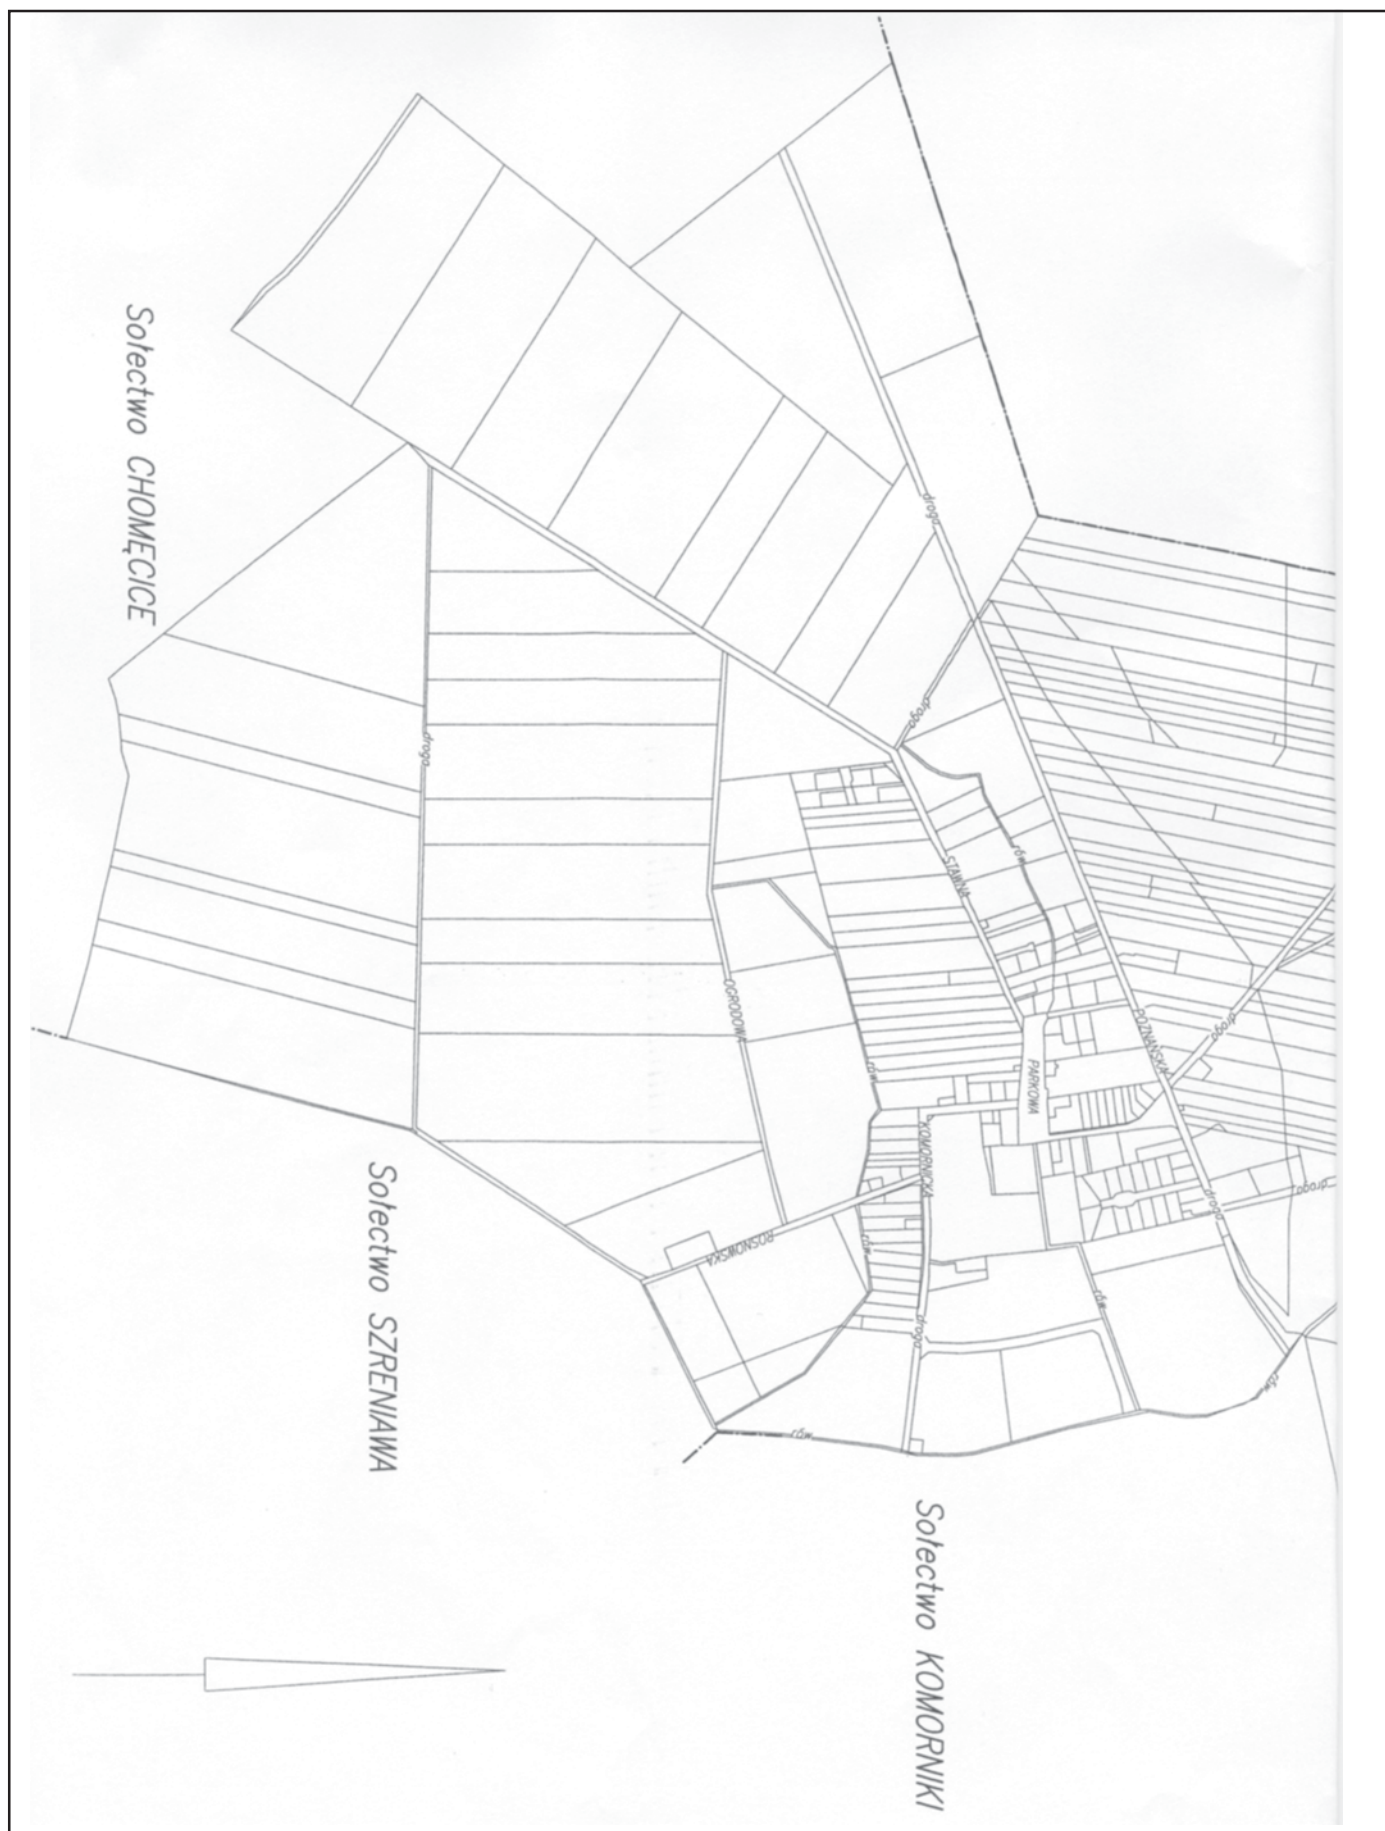 Sołectwo CHOMĘCICE
Sołectwo SZRENIAWA
Sołectwo KOMORNIKI
droga
droga
droga
STAWNA
rów
OGRODOWA
rów
PARKOWA
POZNAŃSKA
droga
KOMORNICKA
ROSNOWSKA
rów
droga
droga
droga
rów
rów
rów